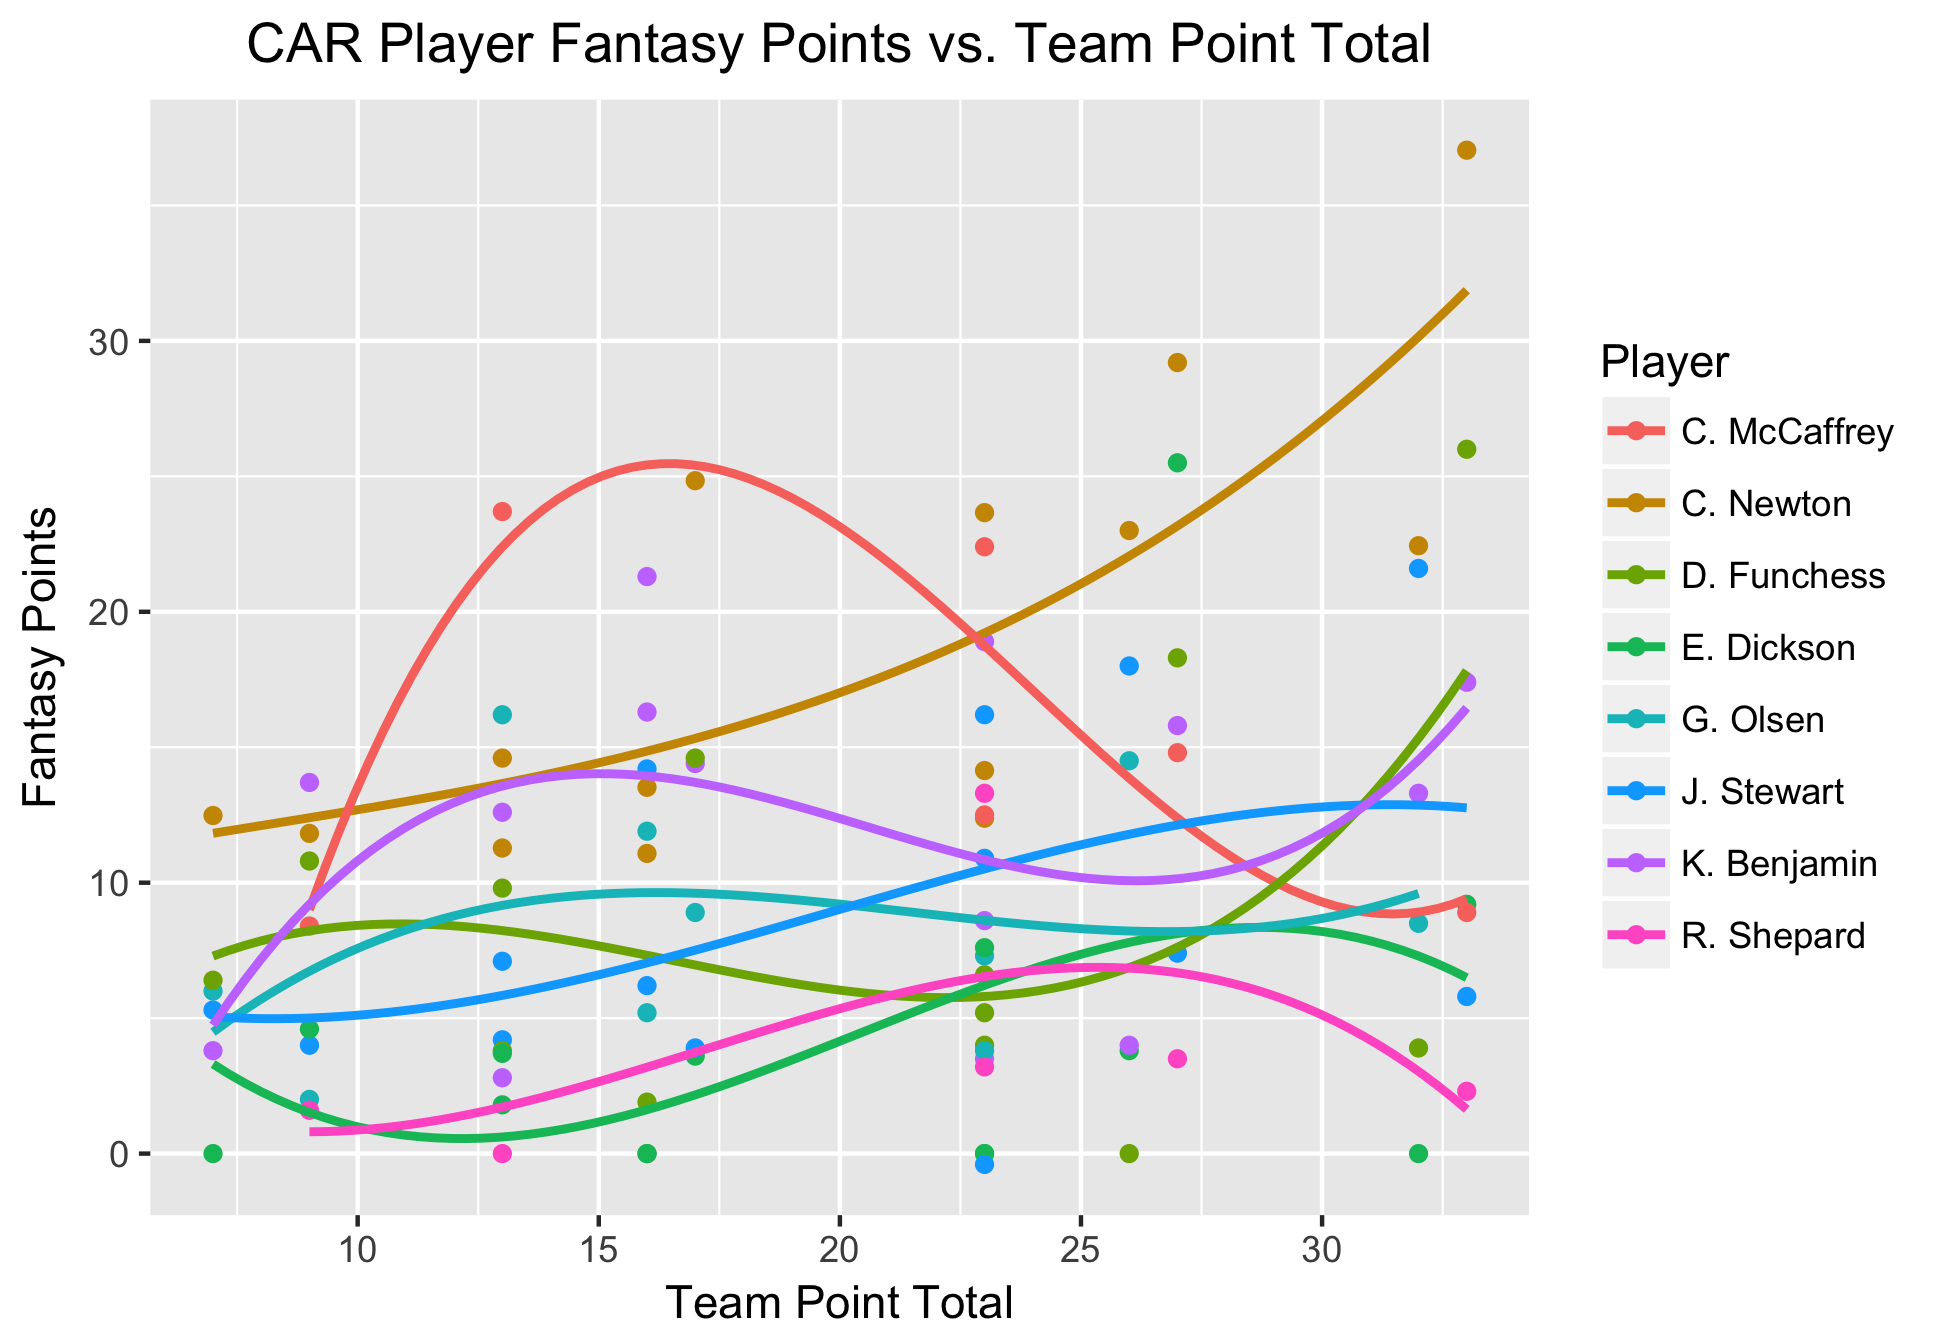 CAR Player Fantasy Points vs. Team Point Total
Fantasy Points
30
20
10
0
10
15
20
25
30
Team Point Total
Player
C. McCaffrey
C. Newton
D. Funchess
E. Dickson
G. Olsen
J. Stewart
K. Benjamin
R. Shepard